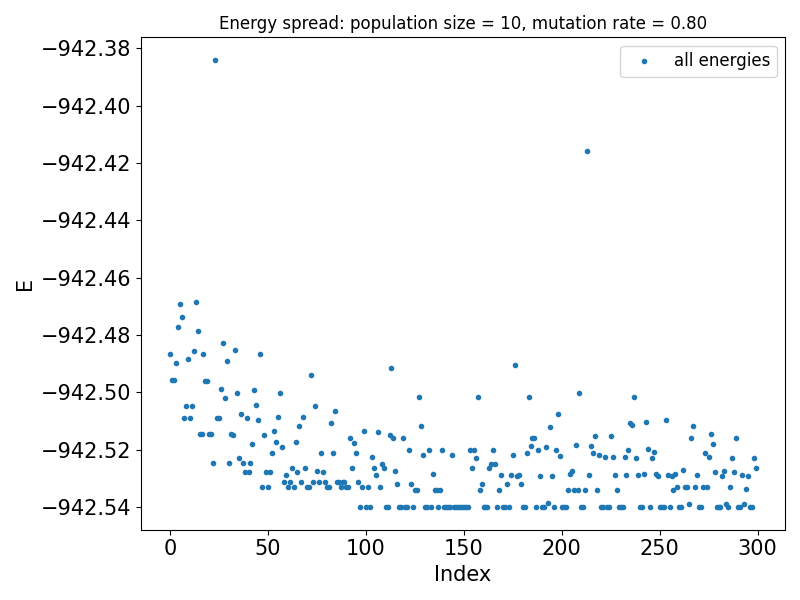 Energy spread: population size = 10, mutation rate = 0.80
all energies
−942.38
−942.40
−942.42
−942.44
−942.46
−942.48
−942.50
−942.52
−942.54
E
0 50 100 150 200 250 300
Index